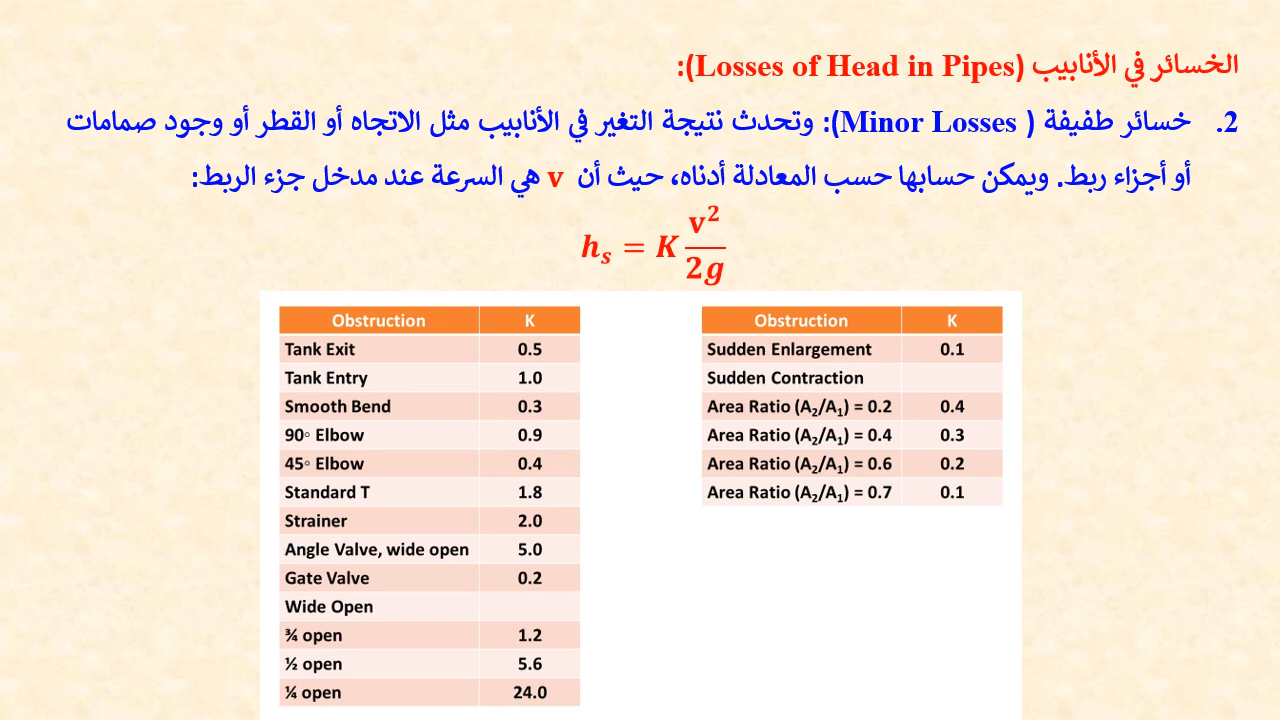 الخسائر في الأنابيب (Losses of Head in Pipes):
2. خسائر طفيفة ( Minor Losses): وتحدث نتيجة التغير في الأنابيب مثل الاتجاه أو القطر أو وجود صمامات
أو أجزاء ربط. ويمكن حسابها حسب المعادلة أدناه، حيث أن v هي السرعة عند مدخل جزء الربط:
h_s = K v²/2g
Obstruction K
Tank Exit 0.5
Tank Entry 1.0
Smooth Bend 0.3
90° Elbow 0.9
45° Elbow 0.4
Standard T 1.8
Strainer 2.0
Angle Valve, wide open 5.0
Gate Valve 0.2
Wide Open
¾ open 1.2
½ open 5.6
¼ open 24.0
Obstruction K
Sudden Enlargement 0.1
Sudden Contraction
Area Ratio (A₂/A₁) = 0.2 0.4
Area Ratio (A₂/A₁) = 0.4 0.3
Area Ratio (A₂/A₁) = 0.6 0.2
Area Ratio (A₂/A₁) = 0.7 0.1